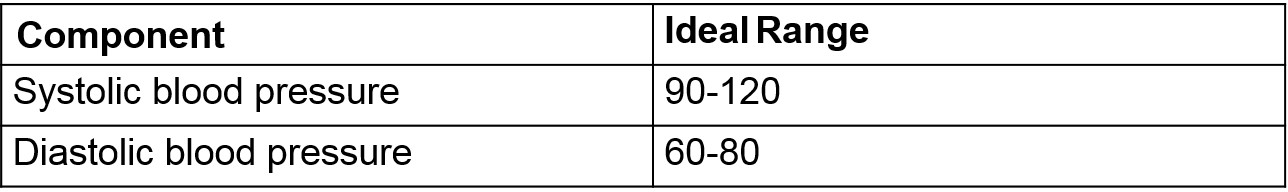 Component Ideal Range
Systolic blood pressure 90-120
Diastolic blood pressure 60-80